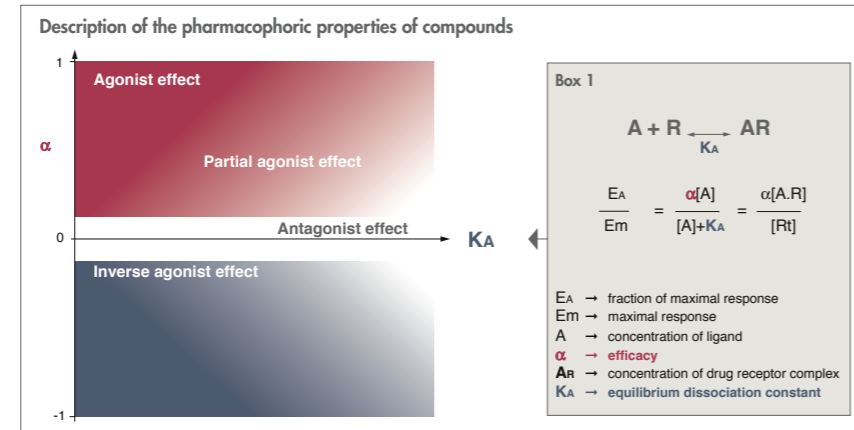 Description of the pharmacophoric properties of compounds
1
Agonist effect
α
Partial agonist effect
Antagonist effect
0
KA
Inverse agonist effect
-1
Box 1
A + R ⟷ AR
KA
EA / Em = α[A] / [A]+KA = α[A.R] / [Rt]
EA → fraction of maximal response
Em → maximal response
A → concentration of ligand
α → efficacy
AR → concentration of drug receptor complex
KA → equilibrium dissociation constant